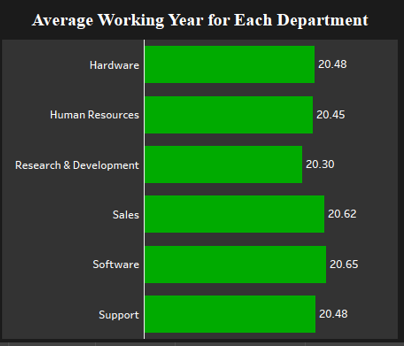 Average Working Year for Each Department
Hardware 20.48
Human Resources 20.45
Research & Development 20.30
Sales 20.62
Software 20.65
Support 20.48